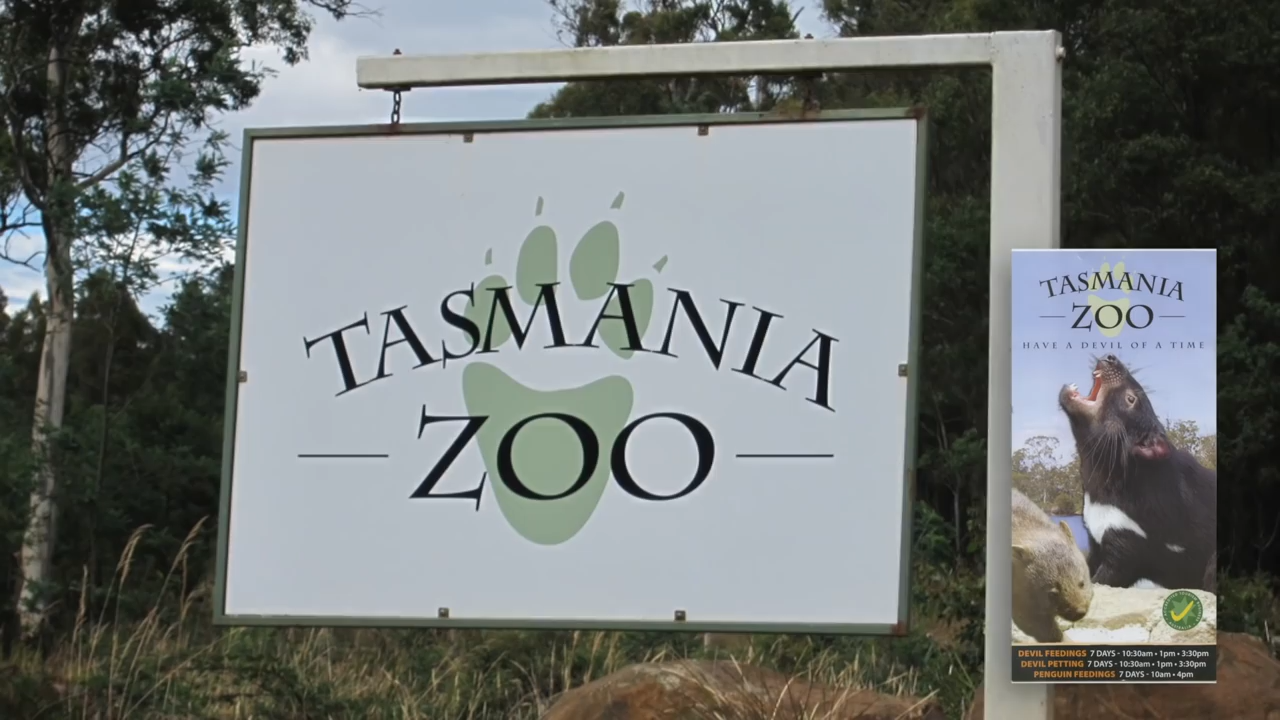 TASMANIA
ZOO
TASMANIA
ZOO
HAVE A DEVIL OF A TIME
DEVIL FEEDINGS 7 DAYS - 10:30am • 1pm • 3:30pm
DEVIL PETTING 7 DAYS - 10:30am • 1pm • 3:30pm
PENGUIN FEEDINGS 7 DAYS - 10am • 4pm